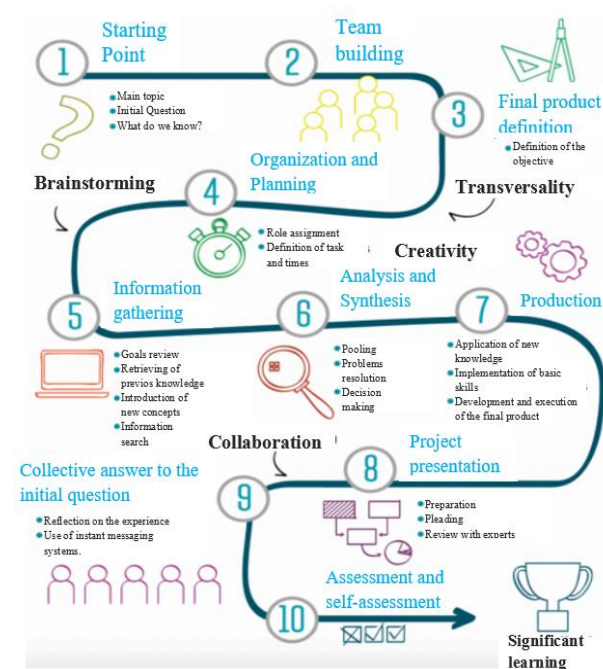 1
Starting
Point
Main topic
Initial Question
What do we know?
2
Team
building
3
Final product
definition
Definition of the
objective
Brainstorming
Organization and
Planning
4
Role assignment
Definition of task
and times
Transversality
Creativity
5
Information
gathering
Goals review
Retrieving of
previos knowledge
Introduction of
new concepts
Information
search
6
Analysis and
Synthesis
Pooling
Problems
resolution
Decision
making
7
Production
Application of new
knowledge
Implementation of basic
skills
Development and execution
of the final product
Collaboration
8
Project
presentation
Preparation
Pleading
Review with experts
Collective answer to the
initial question
9
Reflection on the experience
Use of instant messaging
systems.
10
Assessment and
self-assessment
Significant
learning